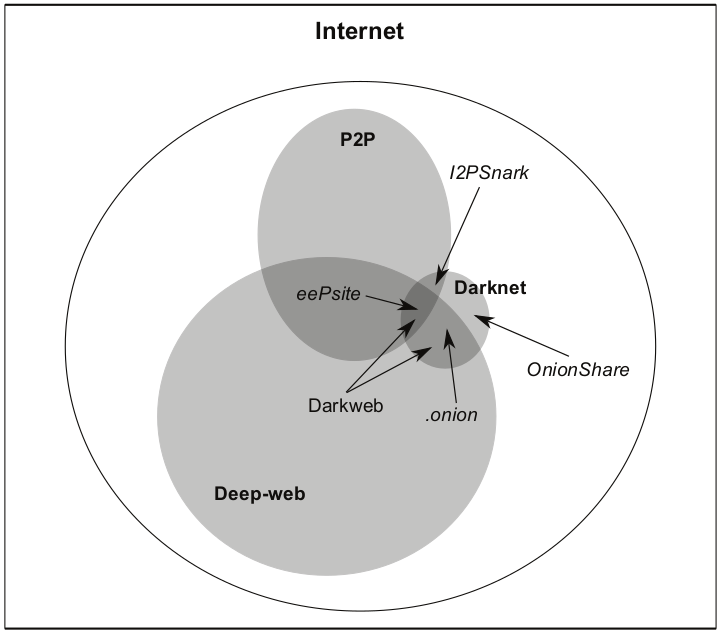 Internet
P2P
I2PSnark
Darknet
eePsite
OnionShare
Darkweb
.onion
Deep-web